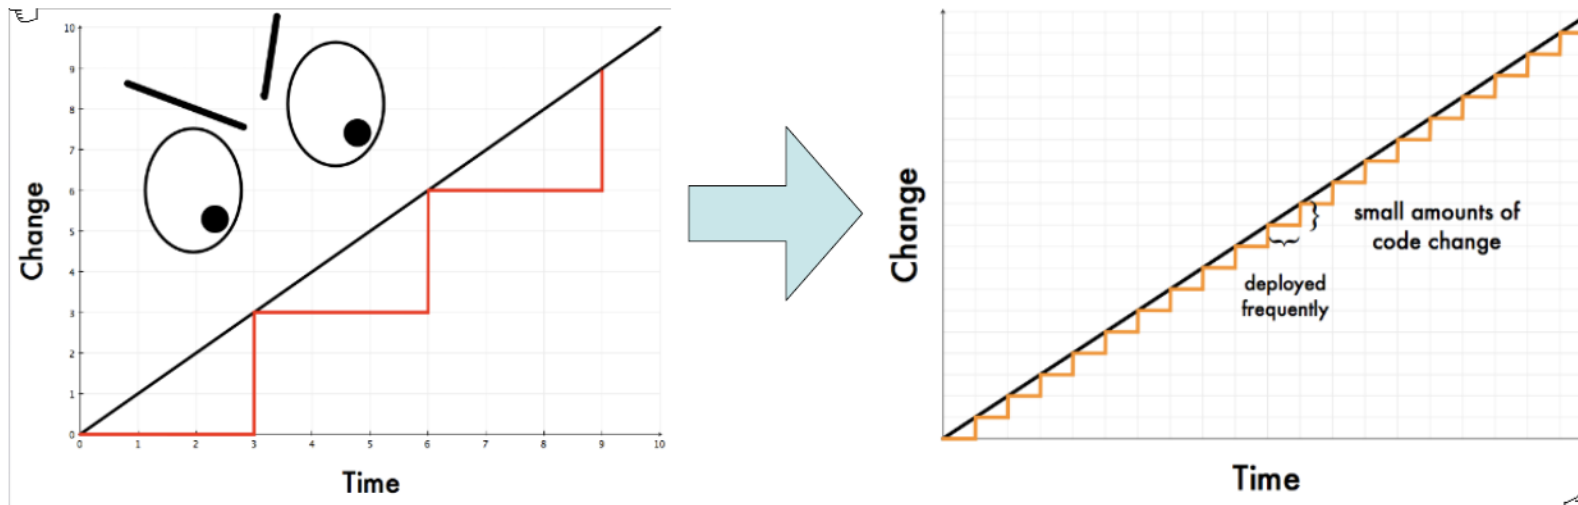 10
9
8
7
6
5
4
3
2
1
0
Change
0 1 2 3 4 5 6 7 8 9 10
Time
Change
small amounts of
code change
deployed
frequently
Time